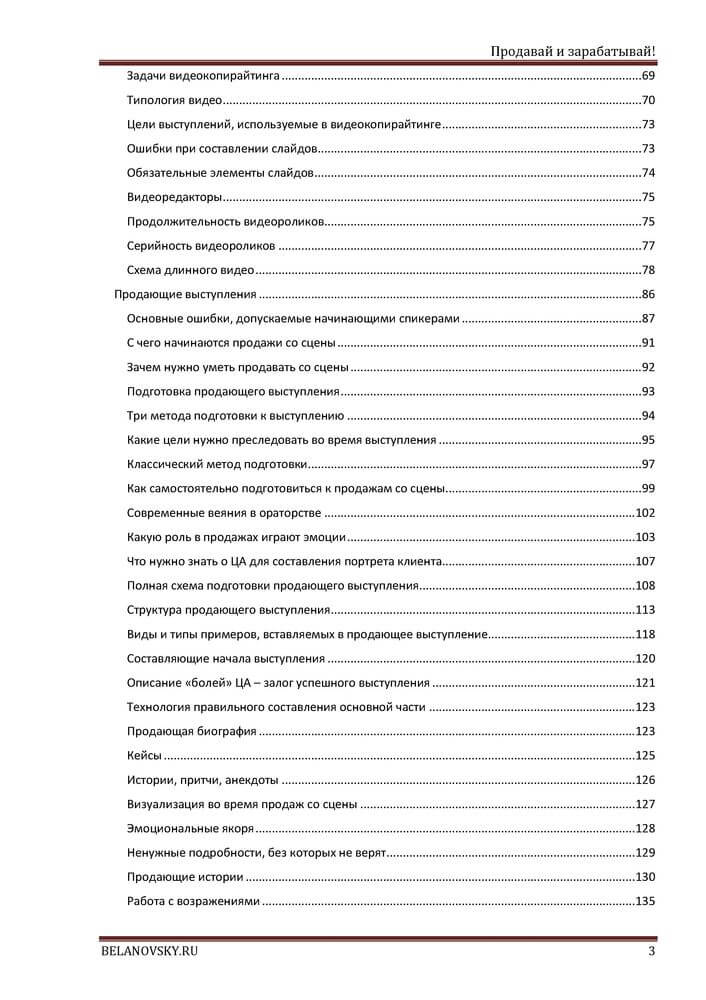 Продавай и зарабатывай!
Задачи видеокопирайтинга ........ 69
Типология видео ........ 70
Цели выступлений, используемые в видеокопирайтинге ........ 73
Ошибки при составлении слайдов ........ 73
Обязательные элементы слайдов ........ 74
Видеоредакторы ........ 75
Продолжительность видеороликов ........ 75
Серийность видеороликов ........ 77
Схема длинного видео ........ 78
Продающие выступления ........ 86
Основные ошибки, допускаемые начинающими спикерами ........ 87
С чего начинаются продажи со сцены ........ 91
Зачем нужно уметь продавать со сцены ........ 92
Подготовка продающего выступления ........ 93
Три метода подготовки к выступлению ........ 94
Какие цели нужно преследовать во время выступления ........ 95
Классический метод подготовки ........ 97
Как самостоятельно подготовиться к продажам со сцены ........ 99
Современные веяния в ораторстве ........ 102
Какую роль в продажах играют эмоции ........ 103
Что нужно знать о ЦА для составления портрета клиента ........ 107
Полная схема подготовки продающего выступления ........ 108
Структура продающего выступления ........ 113
Виды и типы примеров, вставляемых в продающее выступление ........ 118
Составляющие начала выступления ........ 120
Описание «болей» ЦА – залог успешного выступления ........ 121
Технология правильного составления основной части ........ 123
Продающая биография ........ 123
Кейсы ........ 125
Истории, притчи, анекдоты ........ 126
Визуализация во время продаж со сцены ........ 127
Эмоциональные якоря ........ 128
Ненужные подробности, без которых не верят ........ 129
Продающие истории ........ 130
Работа с возражениями ........ 135
BELANOVSKY.RU 3